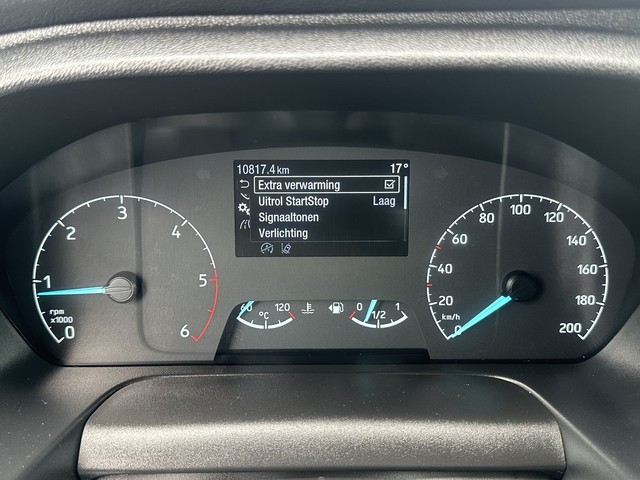 10817.4 km 17°
Extra verwarming
Uitrol StartStop Laag
Signaaltonen
Verlichting
0 1 2 3 4 5 6
rpm
x1000
60 120
°C
0 1/2 1
0 20 40 60 80 100 120 140 160 180 200
km/h